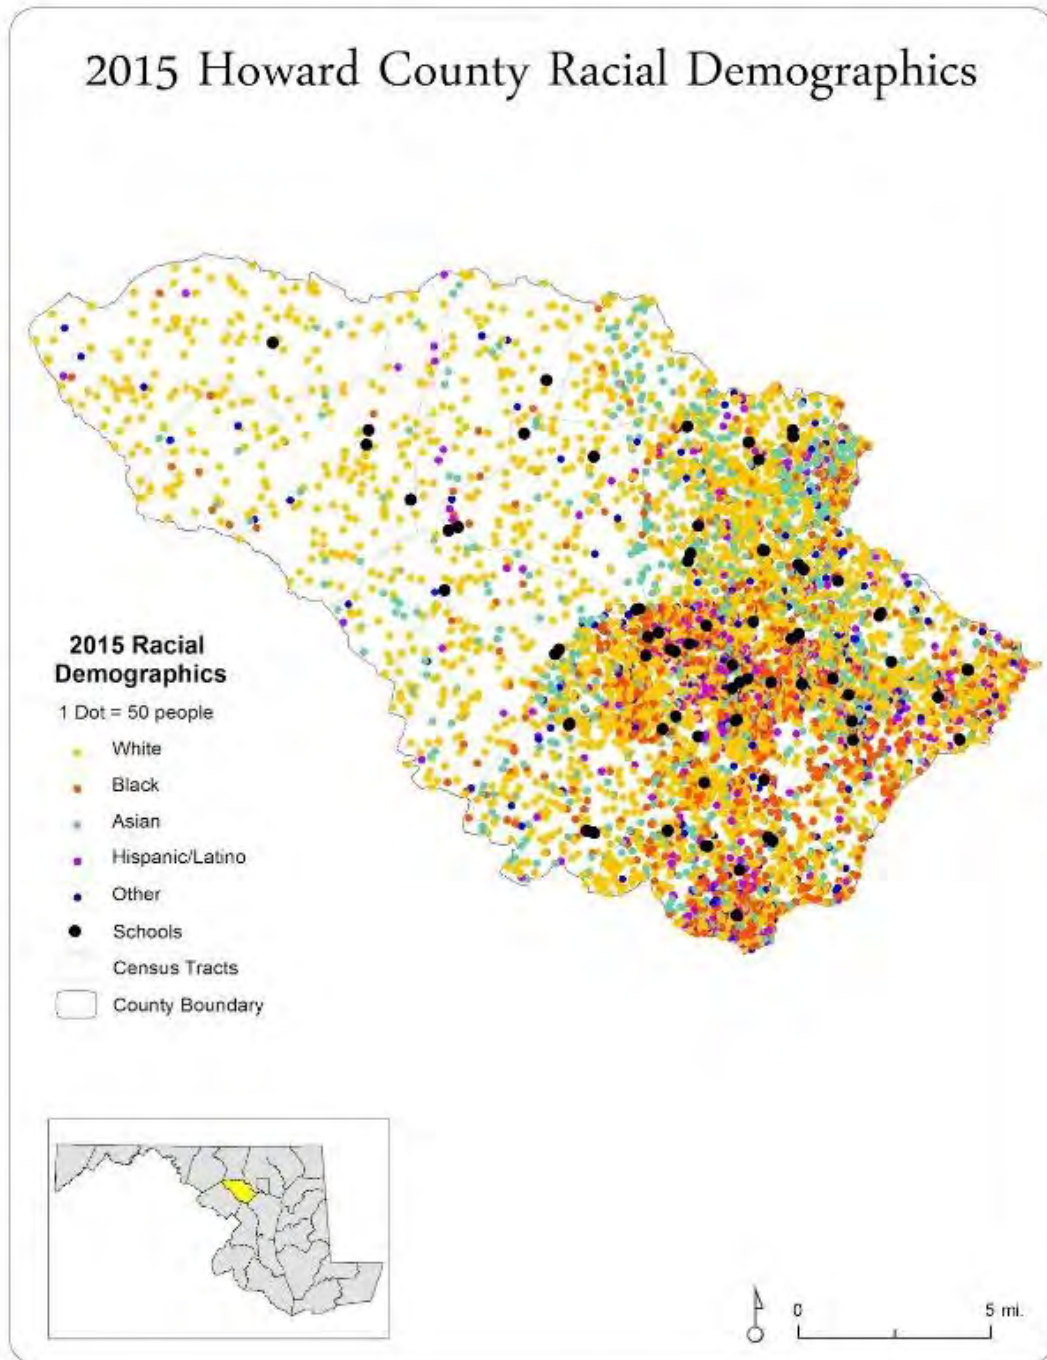 2015 Howard County Racial Demographics
2015 Racial
Demographics
1 Dot = 50 people
White
Black
Asian
Hispanic/Latino
Other
Schools
Census Tracts
County Boundary
0 5 mi.